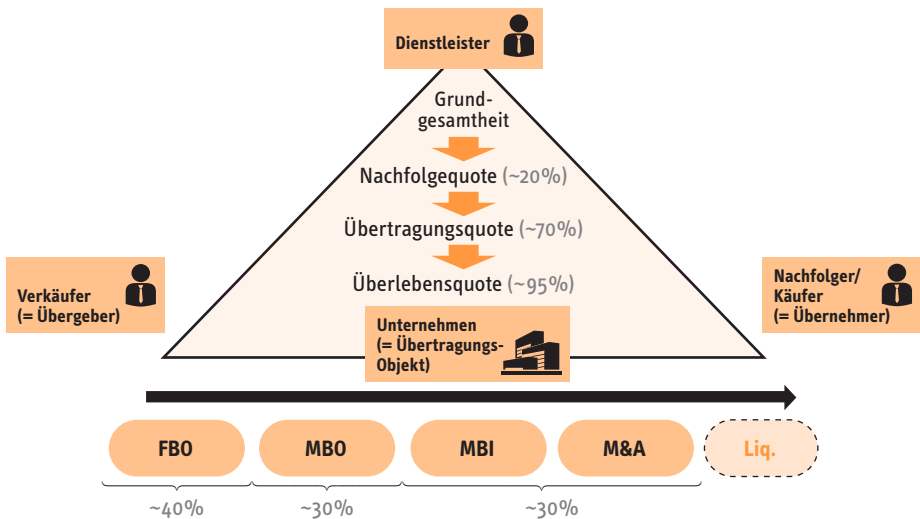 Dienstleister
Grund-
gesamtheit
Nachfolgequote (~20%)
Übertragungsquote (~70%)
Überlebensquote (~95%)
Verkäufer
(= Übergeber)
Nachfolger/
Käufer
(= Übernehmer)
Unternehmen
(= Übertragungs-
Objekt)
FBO
MBO
MBI
M&A
Liq.
~40%
~30%
~30%